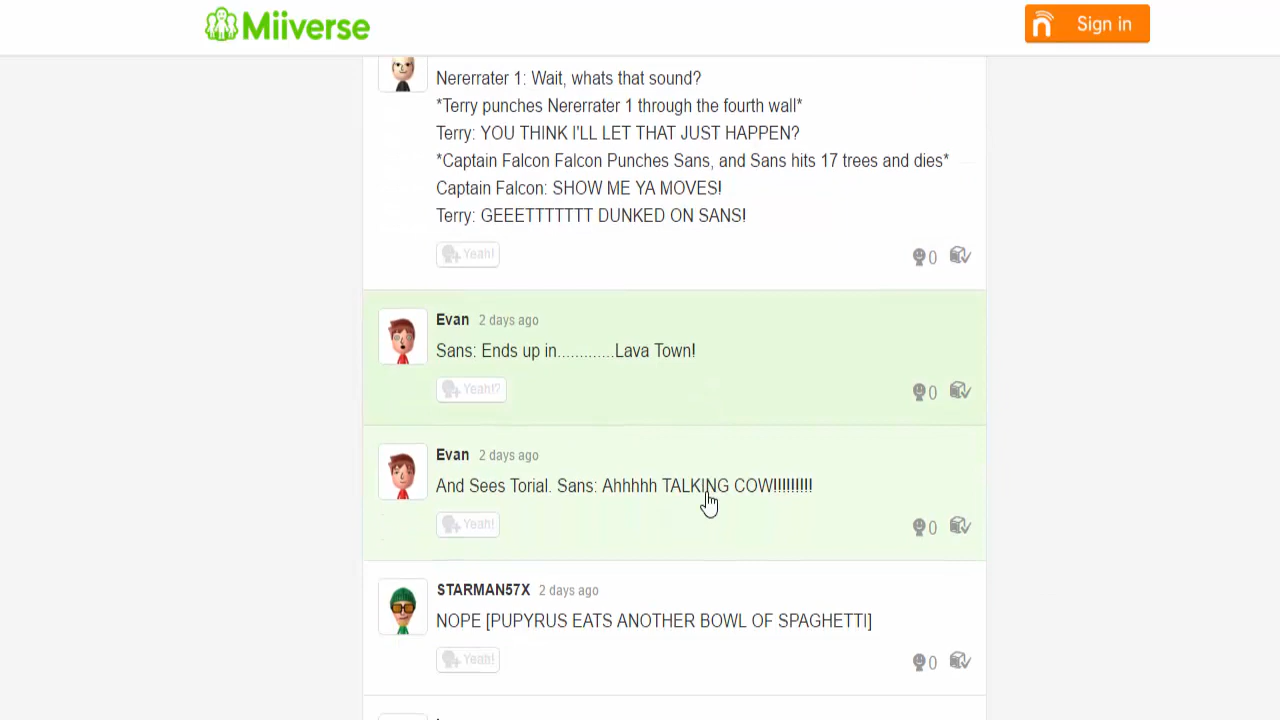 Miiverse
Sign in
Nererrater 1: Wait, whats that sound?
*Terry punches Nererrater 1 through the fourth wall*
Terry: YOU THINK I'LL LET THAT JUST HAPPEN?
*Captain Falcon Falcon Punches Sans, and Sans hits 17 trees and dies*
Captain Falcon: SHOW ME YA MOVES!
Terry: GEEETTTTTTT DUNKED ON SANS!
Yeah!
0
Evan 2 days ago
Sans: Ends up in.............Lava Town!
Yeah!?
0
Evan 2 days ago
And Sees Torial. Sans: Ahhhhh TALKING COW!!!!!!!!!
Yeah!
0
STARMAN57X 2 days ago
NOPE [PUPYRUS EATS ANOTHER BOWL OF SPAGHETTI]
Yeah!
0